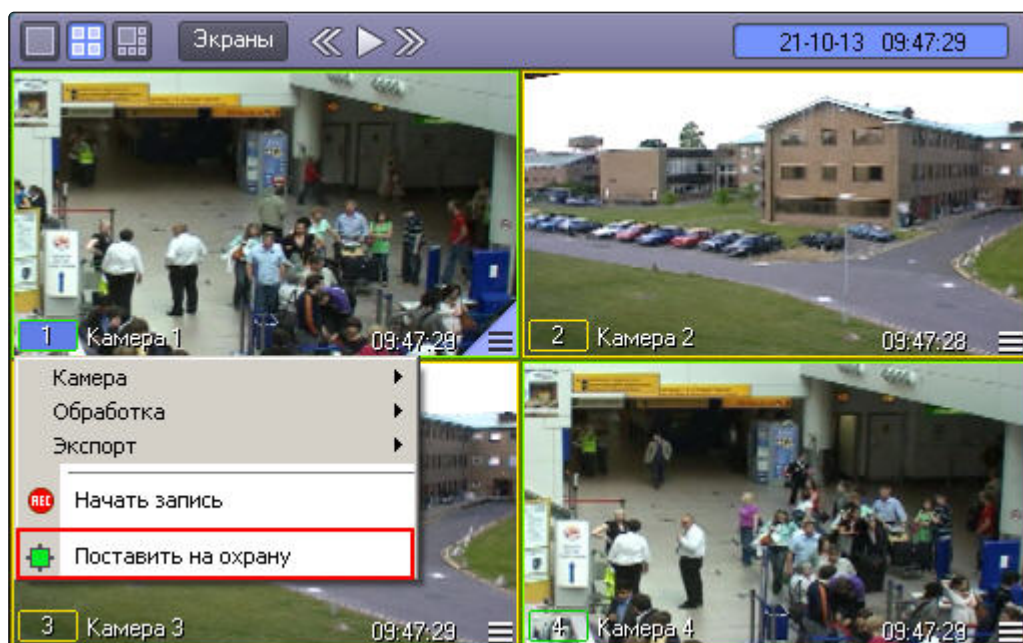 Экраны
21-10-13 09:47:29
1 Камера 1 09:47:29
2 Камера 2 09:47:28
Камера
Обработка
Экспорт
REC Начать запись
Поставить на охрану
3 Камера 3 09:47:29
4 Камера 4 09:47:29